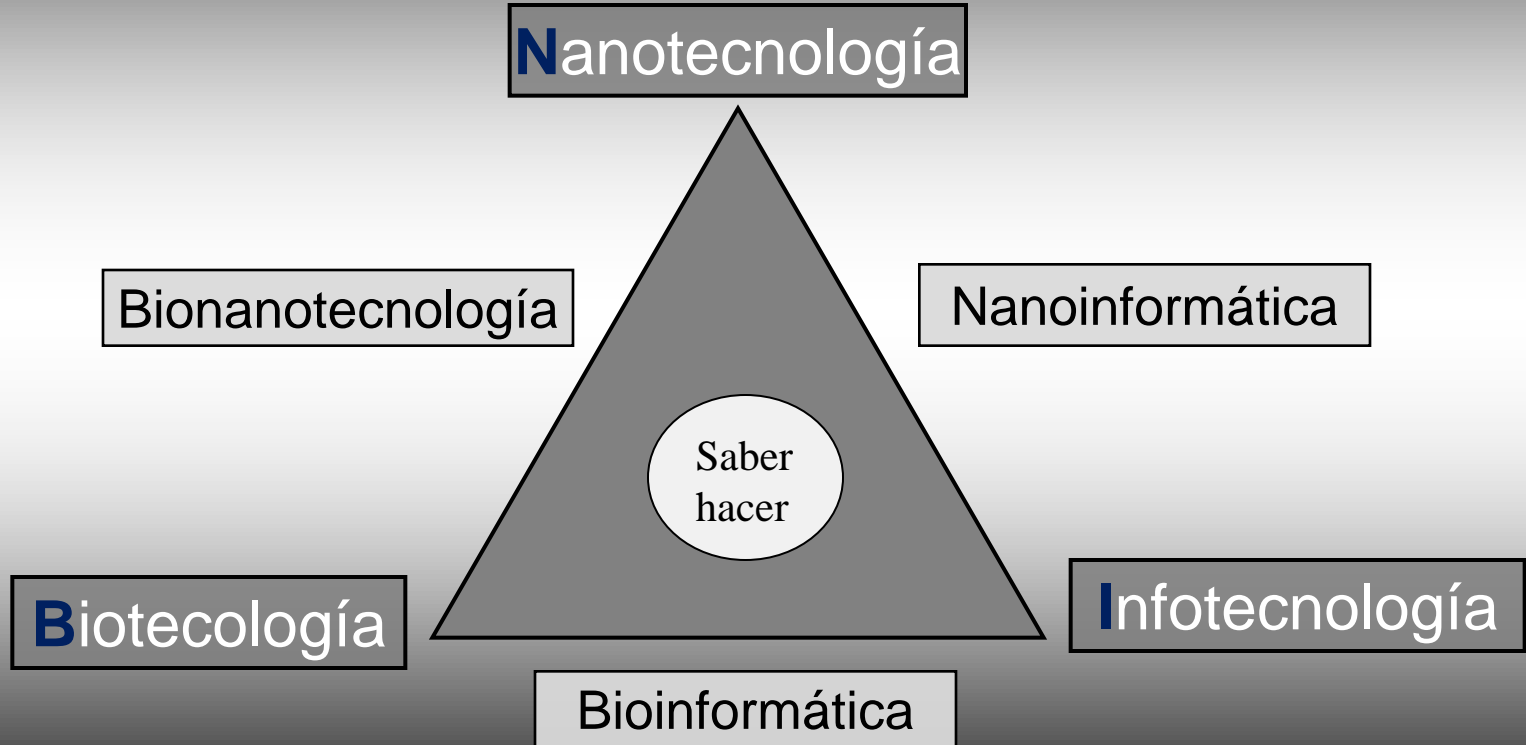 Nanotecnología
Bionanotecnología
Nanoinformática
Saber
hacer
Biotecología
Infotecnología
Bioinformática